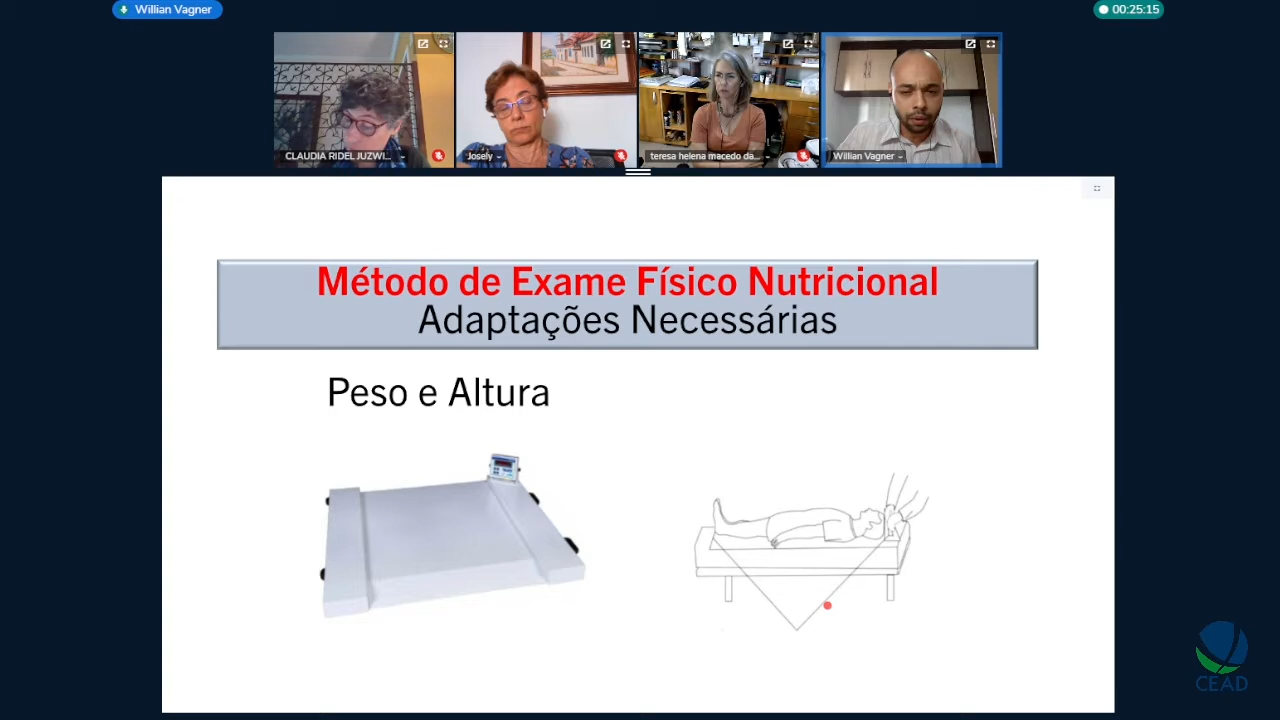 Willian Vagner
00:25:15
CLAUDIA RIDEL JUZWI...
Josely
teresa helena macedo da...
Willian Vagner
Método de Exame Físico Nutricional
Adaptações Necessárias
Peso e Altura
CEAD